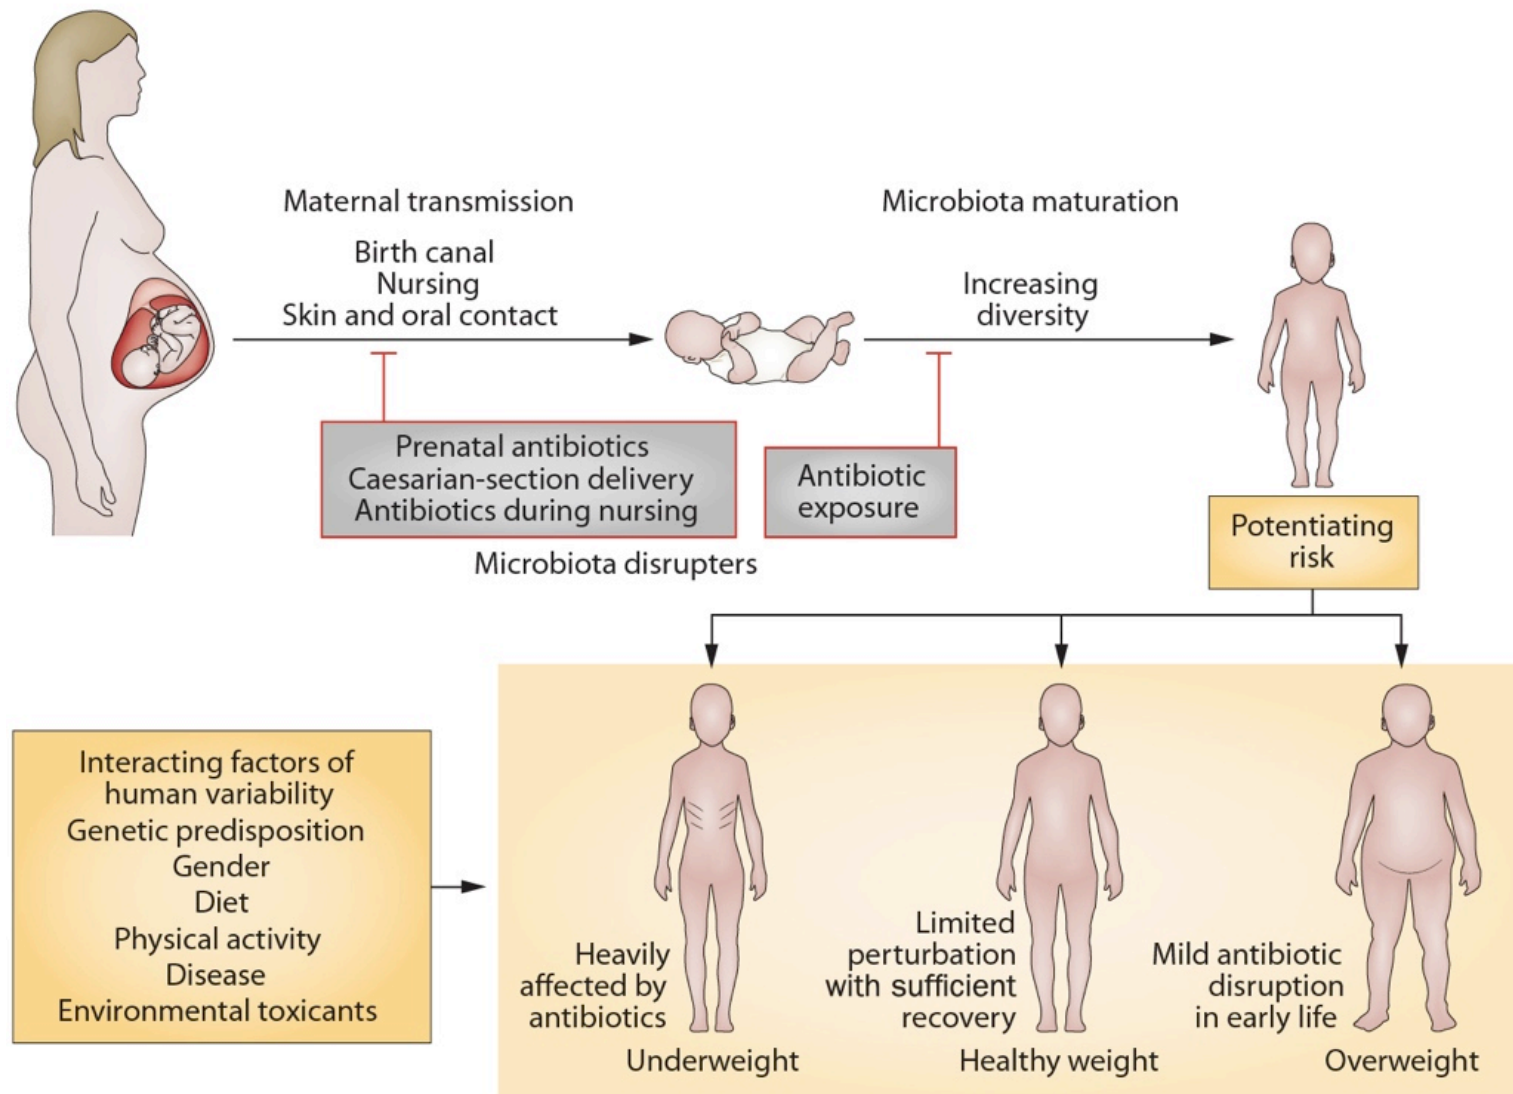 Maternal transmission
Birth canal
Nursing
Skin and oral contact
Microbiota maturation
Increasing
diversity
Prenatal antibiotics
Caesarian-section delivery
Antibiotics during nursing
Antibiotic
exposure
Microbiota disrupters
Potentiating
risk
Interacting factors of
human variability
Genetic predisposition
Gender
Diet
Physical activity
Disease
Environmental toxicants
Heavily
affected by
antibiotics
Underweight
Limited
perturbation
with sufficient
recovery
Healthy weight
Mild antibiotic
disruption
in early life
Overweight